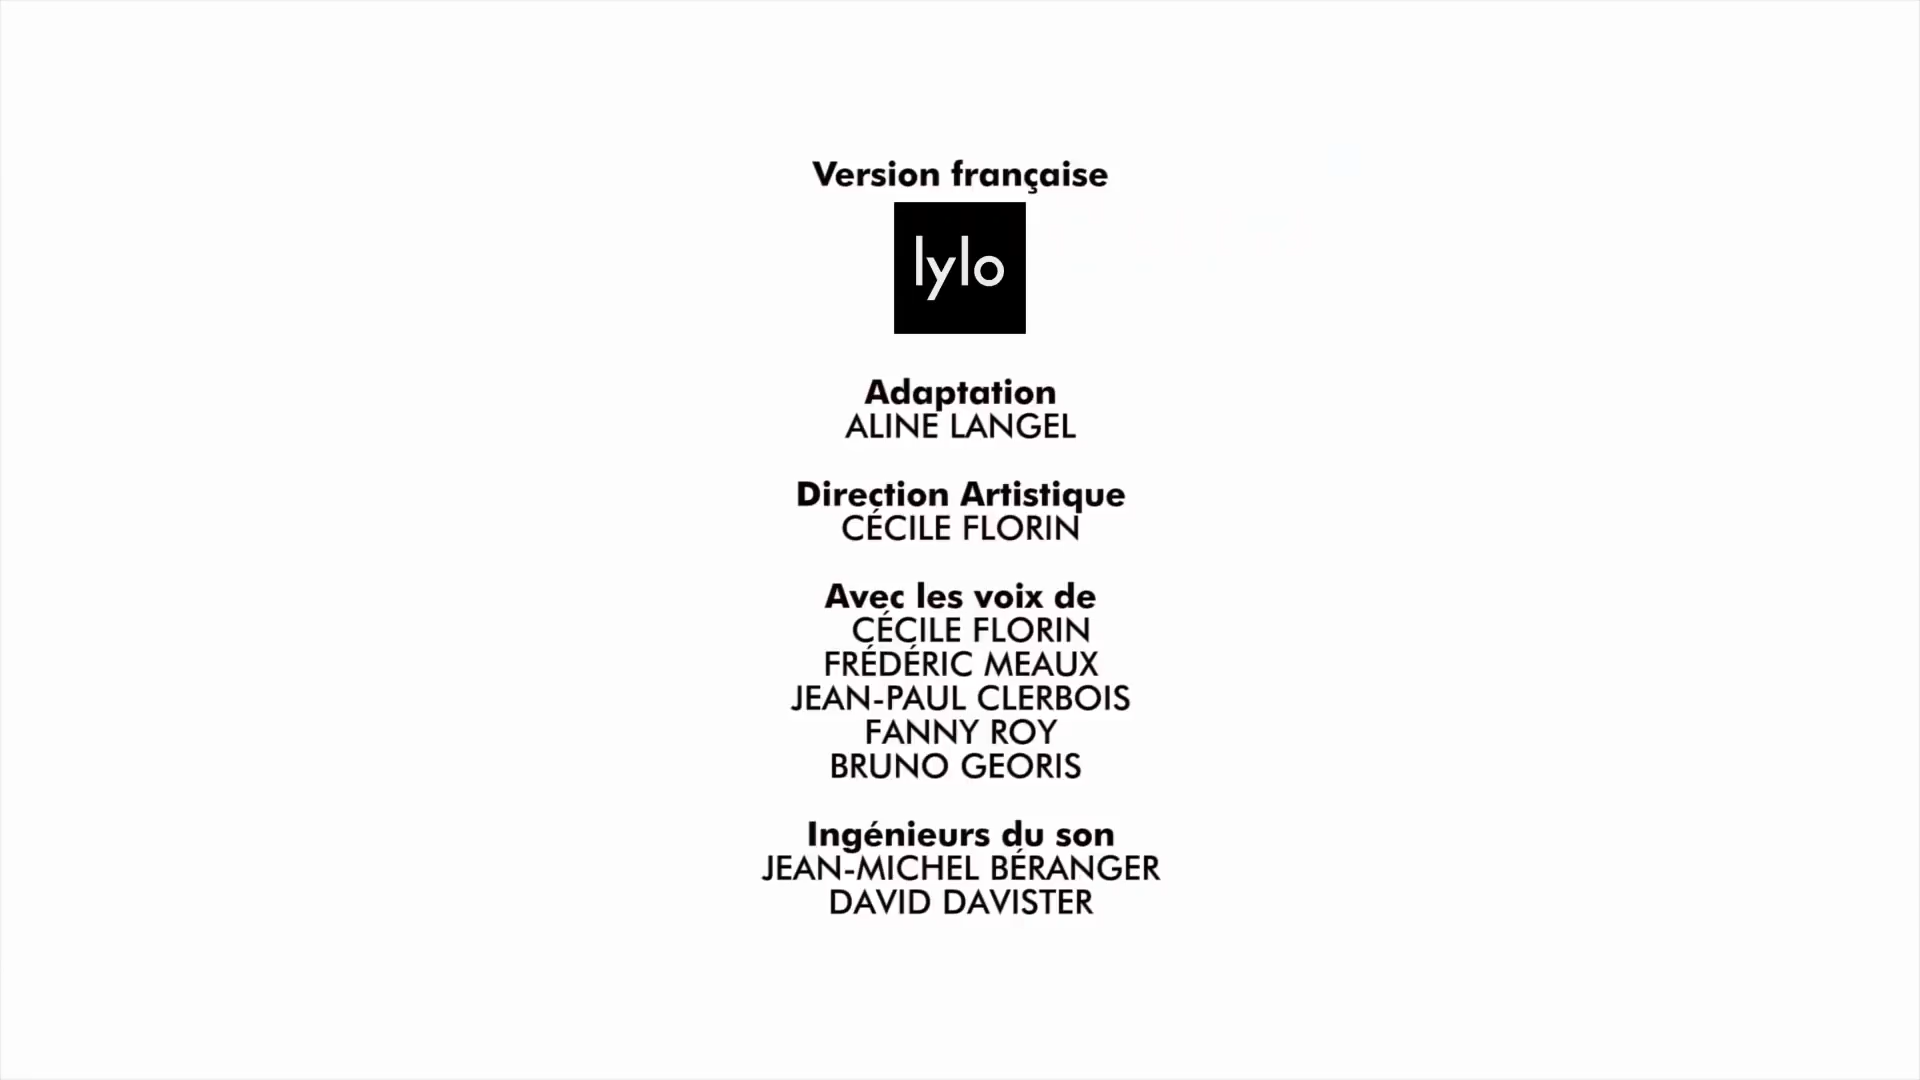 Version française
lylo
Adaptation
ALINE LANGEL
Direction Artistique
CÉCILE FLORIN
Avec les voix de
CÉCILE FLORIN
FRÉDÉRIC MEAUX
JEAN-PAUL CLERBOIS
FANNY ROY
BRUNO GEORIS
Ingénieurs du son
JEAN-MICHEL BÉRANGER
DAVID DAVISTER